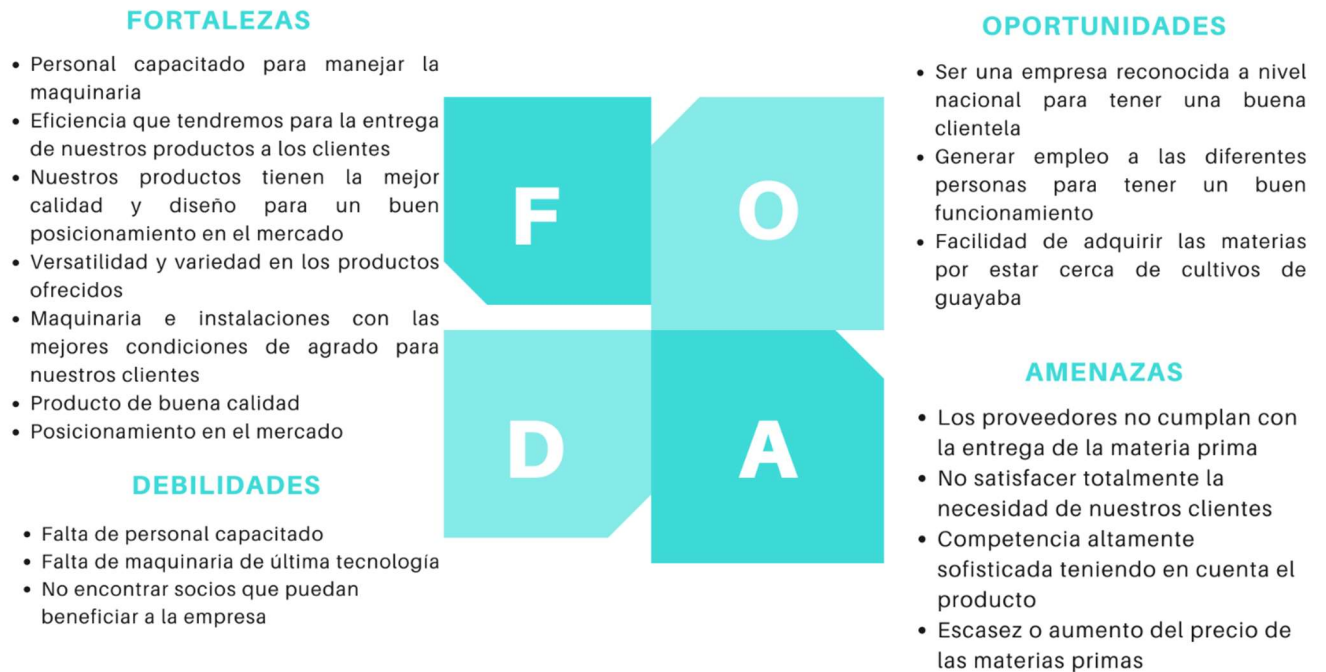 FORTALEZAS
• Personal capacitado para manejar la
maquinaria
• Eficiencia que tendremos para la entrega
de nuestros productos a los clientes
• Nuestros productos tienen la mejor
calidad y diseño para un buen
posicionamiento en el mercado
• Versatilidad y variedad en los productos
ofrecidos
• Maquinaria e instalaciones con las
mejores condiciones de agrado para
nuestros clientes
• Producto de buena calidad
• Posicionamiento en el mercado
DEBILIDADES
• Falta de personal capacitado
• Falta de maquinaria de última tecnología
• No encontrar socios que puedan
beneficiar a la empresa
F
O
D
A
OPORTUNIDADES
• Ser una empresa reconocida a nivel
nacional para tener una buena
clientela
• Generar empleo a las diferentes
personas para tener un buen
funcionamiento
• Facilidad de adquirir las materias
por estar cerca de cultivos de
guayaba
AMENAZAS
• Los proveedores no cumplan con
la entrega de la materia prima
• No satisfacer totalmente la
necesidad de nuestros clientes
• Competencia altamente
sofisticada teniendo en cuenta el
producto
• Escasez o aumento del precio de
las materias primas